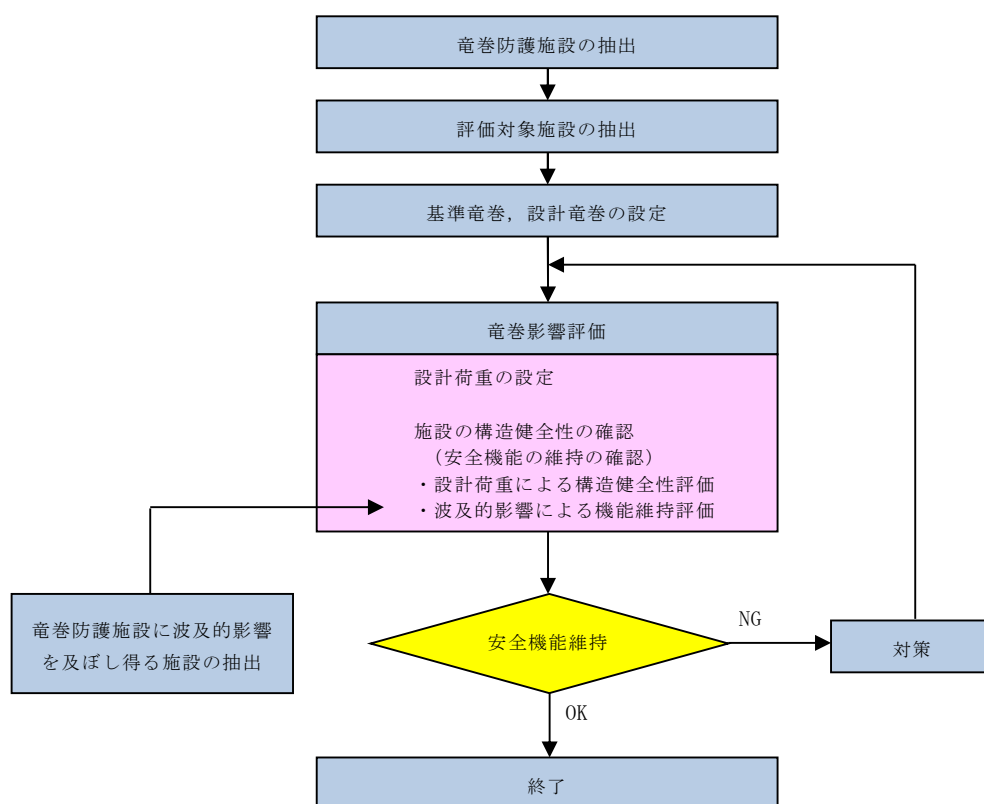 竜巻防護施設の抽出
評価対象施設の抽出
基準竜巻，設計竜巻の設定
竜巻影響評価
設計荷重の設定
施設の構造健全性の確認
（安全機能の維持の確認）
・設計荷重による構造健全性評価
・波及的影響による機能維持評価
竜巻防護施設に波及的影響
を及ぼし得る施設の抽出
安全機能維持
NG
対策
OK
終了